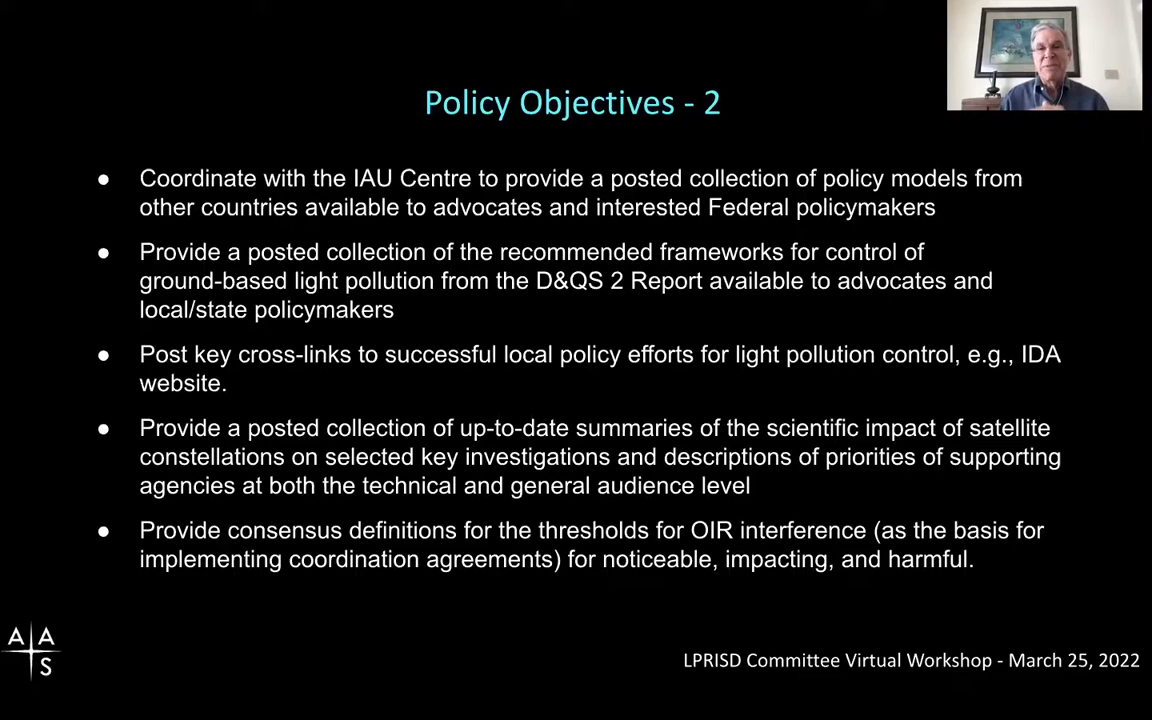 Policy Objectives - 2
● Coordinate with the IAU Centre to provide a posted collection of policy models from
other countries available to advocates and interested Federal policymakers
● Provide a posted collection of the recommended frameworks for control of
ground-based light pollution from the D&QS 2 Report available to advocates and
local/state policymakers
● Post key cross-links to successful local policy efforts for light pollution control, e.g., IDA
website.
● Provide a posted collection of up-to-date summaries of the scientific impact of satellite
constellations on selected key investigations and descriptions of priorities of supporting
agencies at both the technical and general audience level
● Provide consensus definitions for the thresholds for OIR interference (as the basis for
implementing coordination agreements) for noticeable, impacting, and harmful.
A A
S
LPRISD Committee Virtual Workshop - March 25, 2022